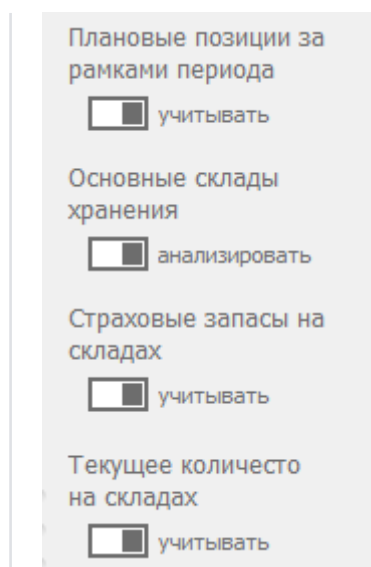 Плановые позиции за
рамками периода
учитывать
Основные склады
хранения
анализировать
Страховые запасы на
складах
учитывать
Текущее количесто
на складах
учитывать